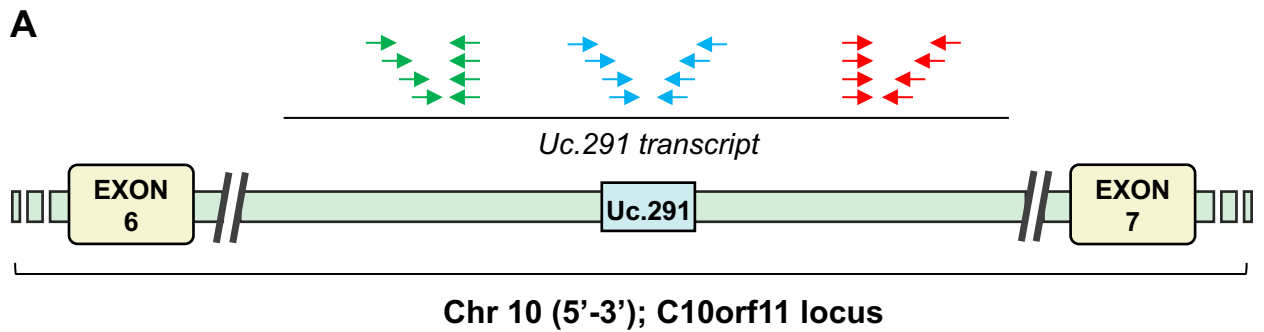 A
Uc.291 transcript
EXON
6
Uc.291
EXON
7
Chr 10 (5’-3’); C10orf11 locus